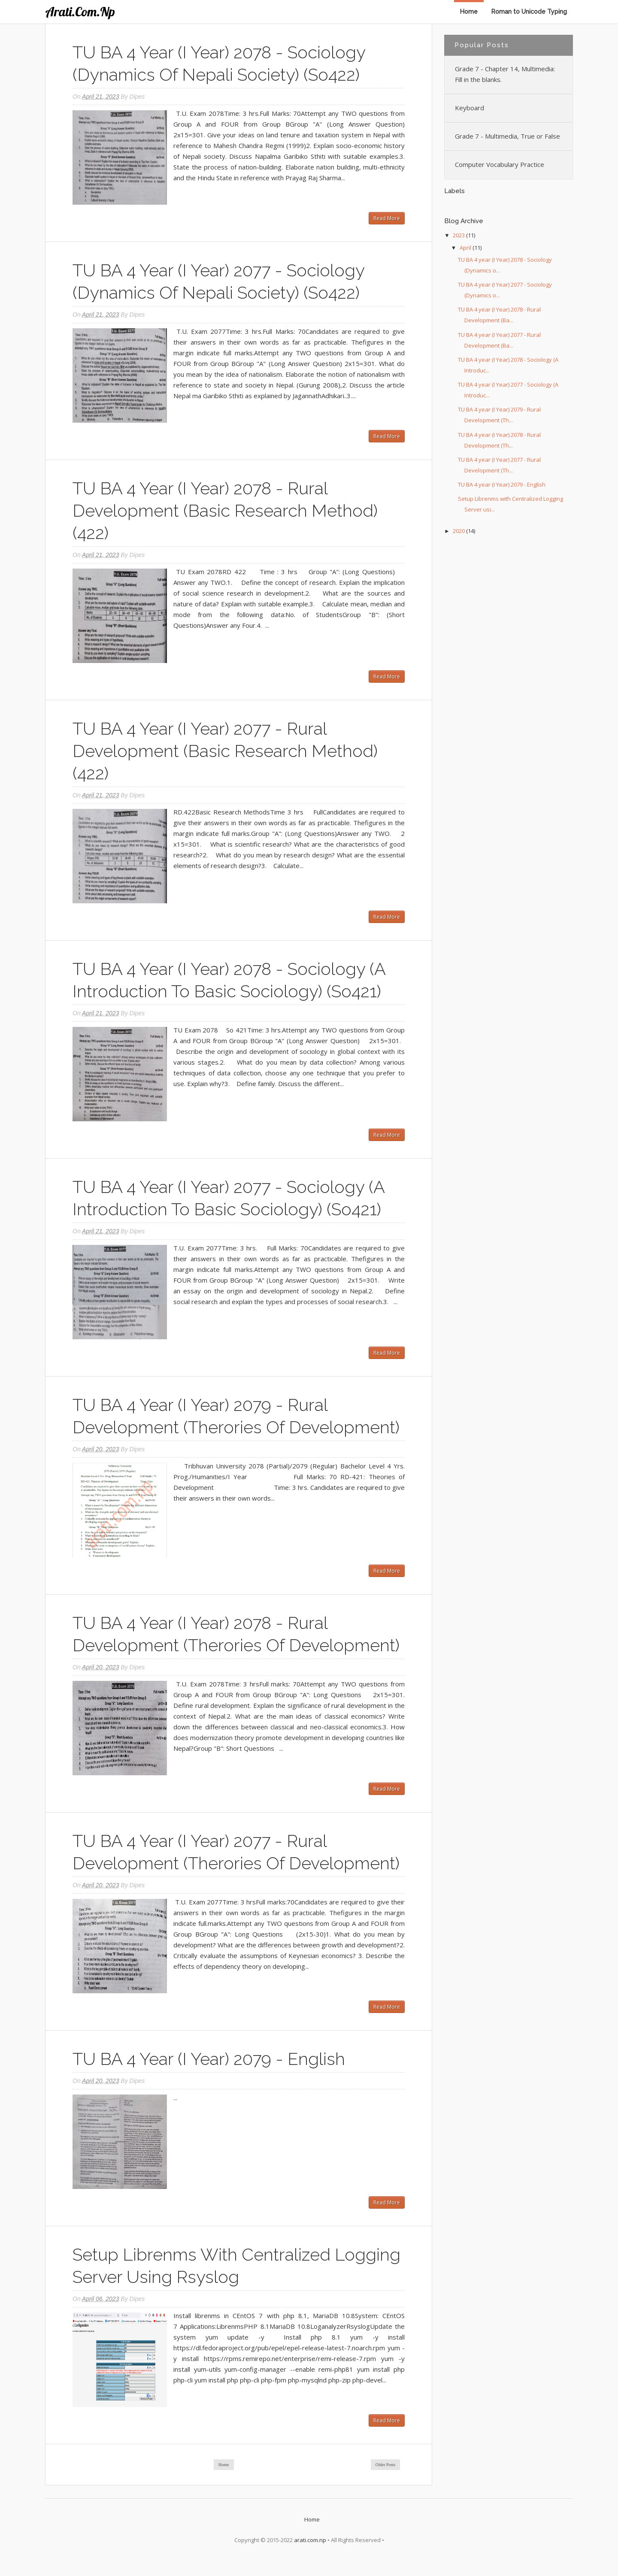 Arati.Com.Np
Home
Roman to Unicode Typing
TU BA 4 Year (I Year) 2078 - Sociology
(Dynamics Of Nepali Society) (So422)
On April 21, 2023 By Dipes
T.U. Exam 2078Time: 3 hrs.Full Marks: 70Attempt any TWO questions from
Group A and FOUR from Group BGroup "A" (Long Answer Question)
2x15=301. Give your ideas on land tenure and taxation system in Nepal with
reference to Mahesh Chandra Regmi (1999)2. Explain socio-economic history
of Nepali society. Discuss Napalma Garibiko Sthiti with suitable examples.3.
State the process of nation-building. Elaborate nation building, multi-ethnicity
and the Hindu State in reference with Prayag Raj Sharma...
Read More
TU BA 4 Year (I Year) 2077 - Sociology
(Dynamics Of Nepali Society) (So422)
On April 21, 2023 By Dipes
T.U. Exam 2077Time: 3 hrs.Full Marks: 70Candidates are required to give
their answers in their own words as far as practicable. Thefigures in the
margin indicate full marks.Attempt any TWO questions from Group A and
FOUR from Group BGroup "A" (Long Answer Question) 2x15=301. What do
you mean by the idea of nationalism. Elaborate the notion of nationalism with
reference to The Idea of Nationalism in Nepal (Gurung 2008),2. Discuss the article
Nepal ma Garibiko Sthiti as explained by JagannathAdhikari..3....
Read More
TU BA 4 Year (I Year) 2078 - Rural
Development (Basic Research Method)
(422)
On April 21, 2023 By Dipes
TU Exam 2078RD 422 Time : 3 hrs Group "A": (Long Questions)
Answer any TWO.1. Define the concept of research. Explain the implication
of social science research in development.2. What are the sources and
nature of data? Explain with suitable example.3. Calculate mean, median and
mode from the following data:No. of StudentsGroup "B": (Short
Questions)Answer any Four.4. ...
Read More
TU BA 4 Year (I Year) 2077 - Rural
Development (Basic Research Method)
(422)
On April 21, 2023 By Dipes
RD.422Basic Research MethodsTime 3 hrs FullCandidates are required to
give their answers in their own words as far as practicable. Thefigures in the
margin indicate full marks.Group "A": (Long Questions)Answer any TWO. 2
x15=301. What is scientific research? What are the characteristics of good
research?2. What do you mean by research design? What are the essential
elements of research design?3. Calculate...
Read More
TU BA 4 Year (I Year) 2078 - Sociology (A
Introduction To Basic Sociology) (So421)
On April 21, 2023 By Dipes
TU Exam 2078 So 421Time: 3 hrs.Attempt any TWO questions from Group
A and FOUR from Group BGroup "A" (Long Answer Question) 2x15=301.
Describe the origin and development of sociology in global context with its
various stages.2. What do you mean by data collection? Among various
techniques of data collection, choose any one technique that you prefer to
use. Explain why?3. Define family. Discuss the different...
Read More
TU BA 4 Year (I Year) 2077 - Sociology (A
Introduction To Basic Sociology) (So421)
On April 21, 2023 By Dipes
T.U. Exam 2077Time: 3 hrs. Full Marks: 70Candidates are required to give
their answers in their own words as far as practicable. Thefigures in the
margin indicate full marks.Attempt any TWO questions from Group A and
FOUR from Group BGroup "A" (Long Answer Question) 2x15=301. Write
an essay on the origin and development of sociology in Nepal.2. Define
social research and explain the types and processes of social research.3. ...
Read More
TU BA 4 Year (I Year) 2079 - Rural
Development (Therories Of Development)
On April 20, 2023 By Dipes
Tribhuvan University 2078 (Partial)/2079 (Regular) Bachelor Level 4 Yrs.
Prog./Humanities/I Year Full Marks: 70 RD-421: Theories of
Development Time: 3 hrs. Candidates are required to give
their answers in their own words...
Read More
TU BA 4 Year (I Year) 2078 - Rural
Development (Therories Of Development)
On April 20, 2023 By Dipes
T.U. Exam 2078Time: 3 hrsFull marks: 70Attempt any TWO questions from
Group A and FOUR from Group BGroup "A": Long Questions 2x15=301.
Define rural development. Explain the significance of rural development in the
context of Nepal.2. What are the main ideas of classical economics? Write
down the differences between classical and neo-classical economics.3. How
does modernization theory promote development in developing countries like
Nepal?Group "B": Short Questions ...
Read More
TU BA 4 Year (I Year) 2077 - Rural
Development (Therories Of Development)
On April 20, 2023 By Dipes
T.U. Exam 2077Time: 3 hrsFull marks:70Candidates are required to give their
answers in their own words as far as practicable. Thefigures in the margin
indicate full.marks.Attempt any TWO questions from Group A and FOUR from
Group BGroup "A": Long Questions (2x15-30)1. What do you mean by
development? What are the differences between growth and development?2.
Critically evaluate the assumptions of Keynesian economics? 3. Describe the
effects of dependency theory on developing...
Read More
TU BA 4 Year (I Year) 2079 - English
On April 20, 2023 By Dipes
...
Read More
Setup Librenms With Centralized Logging
Server Using Rsyslog
On April 06, 2023 By Dipes
Install librenms in CEntOS 7 with php 8.1, MariaDB 10.8System: CEntOS
7 Applications:LibrenmsPHP 8.1MariaDB 10.8LoganalyzerRsyslogUpdate the
system yum update -y Install php 8.1 yum -y install
https://dl.fedoraproject.org/pub/epel/epel-release-latest-7.noarch.rpm yum -
y install https://rpms.remirepo.net/enterprise/remi-release-7.rpm yum -y
install yum-utils yum-config-manager --enable remi-php81 yum install php
php-cli yum install php php-cli php-fpm php-mysqlnd php-zip php-devel...
Read More
Home
Older Posts
Popular Posts
Grade 7 - Chapter 14, Multimedia:
Fill in the blanks.
Keyboard
Grade 7 - Multimedia, True or False
Computer Vocabulary Practice
Labels
Blog Archive
▼ 2023 (11)
▼ April (11)
TU BA 4 year (I Year) 2078 - Sociology
(Dynamics o...
TU BA 4 year (I Year) 2077 - Sociology
(Dynamics o...
TU BA 4 year (I Year) 2078 - Rural
Development (Ba...
TU BA 4 year (I Year) 2077 - Rural
Development (Ba...
TU BA 4 year (I Year) 2078 - Sociology (A
Introduc...
TU BA 4 year (I Year) 2077 - Sociology (A
Introduc...
TU BA 4 year (I Year) 2079 - Rural
Development (Th...
TU BA 4 year (I Year) 2078 - Rural
Development (Th...
TU BA 4 year (I Year) 2077 - Rural
Development (Th...
TU BA 4 year (I Year) 2079 - English
Setup Librenms with Centralized Logging
Server usi...
► 2020 (14)
Home
Copyright © 2015-2022 arati.com.np • All Rights Reserved •